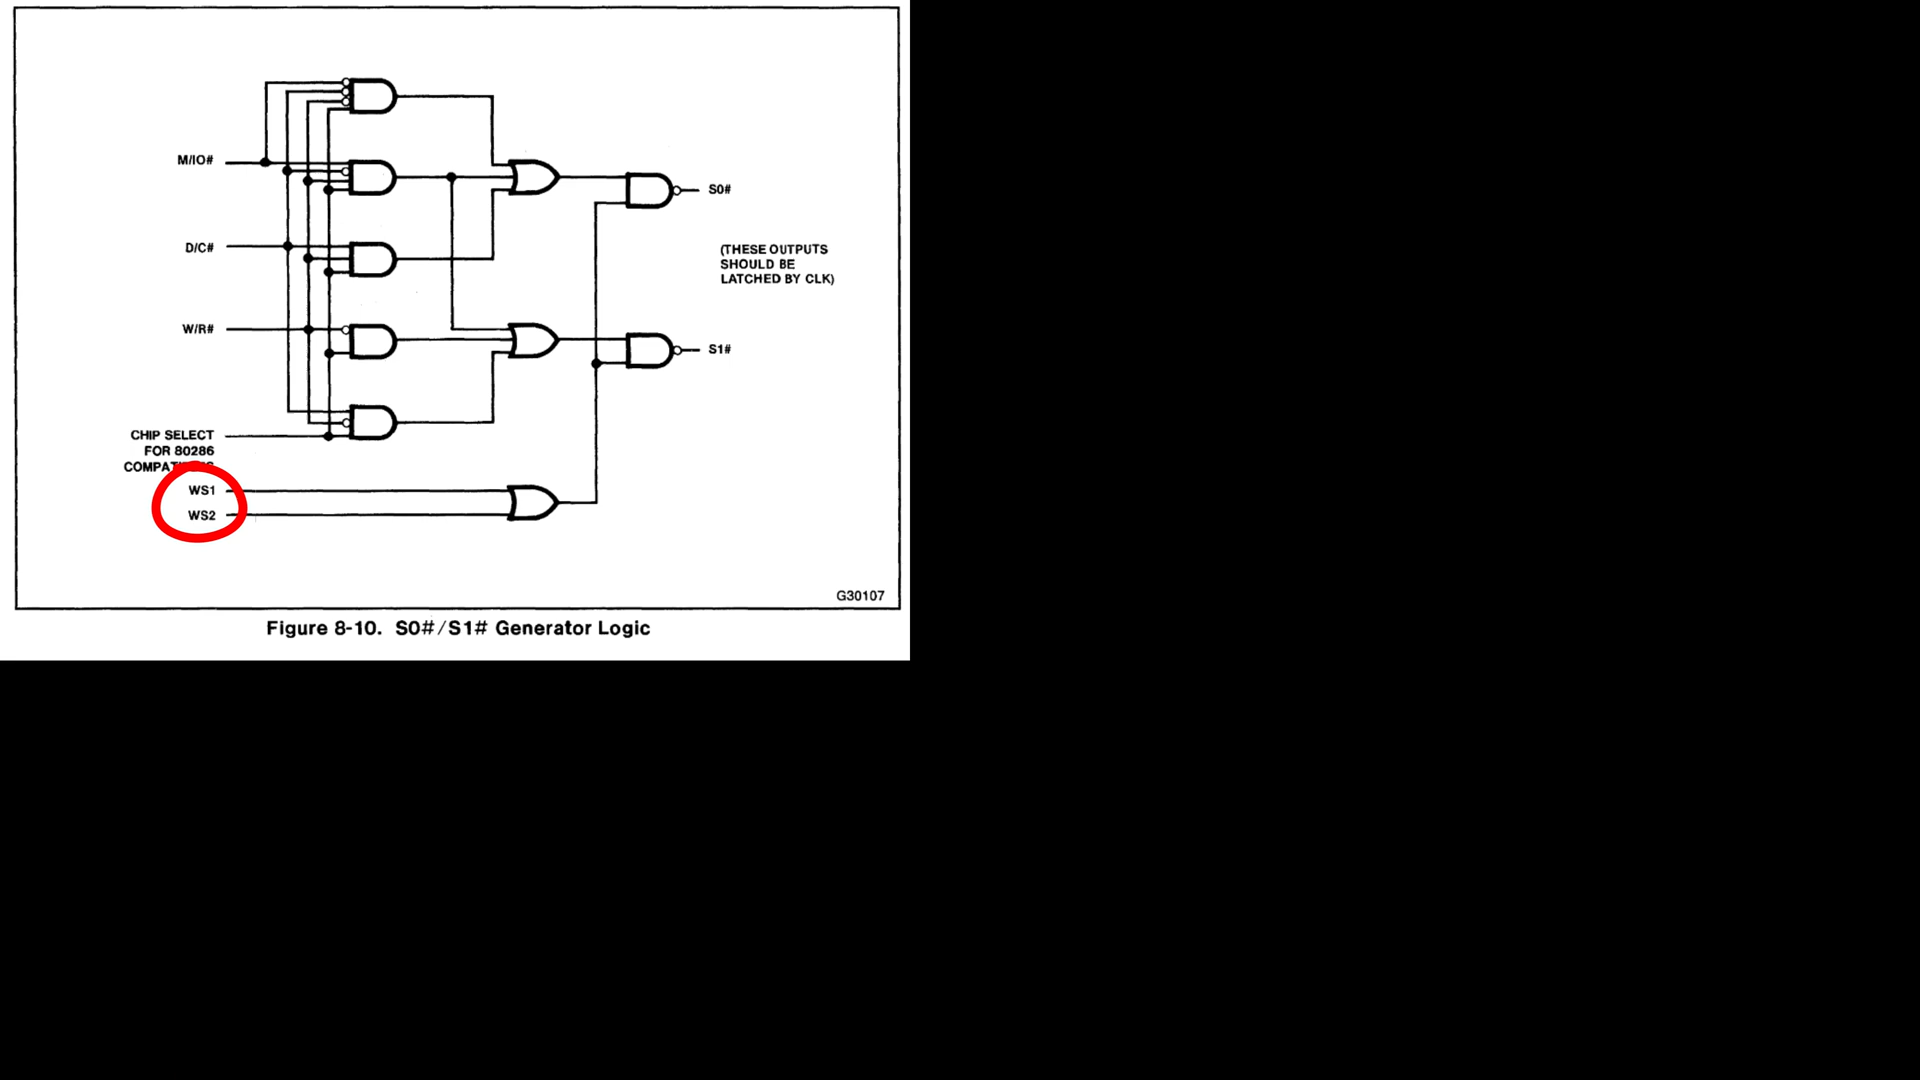 M/IO#
S0#
D/C#
(THESE OUTPUTS
SHOULD BE
LATCHED BY CLK)
W/R#
S1#
CHIP SELECT
FOR 80286
WS1
WS2
G30107
Figure 8-10. S0#/S1# Generator Logic